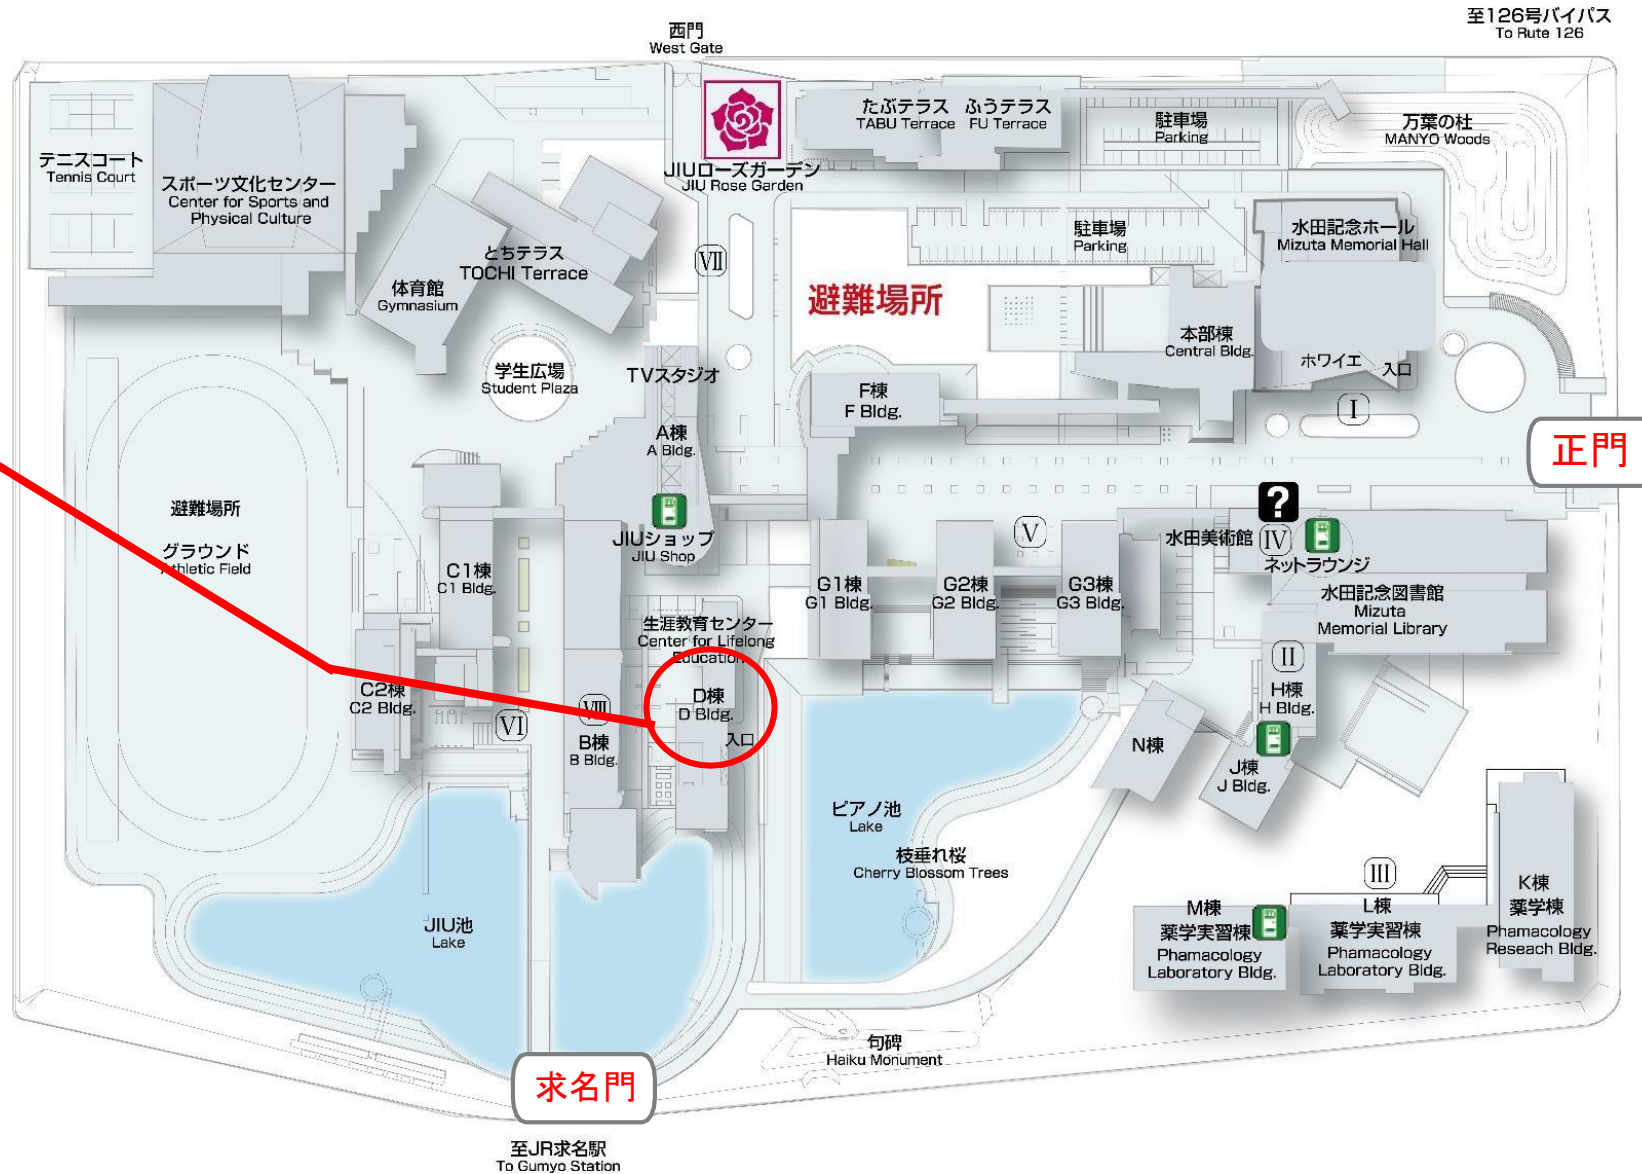 至126号バイパス
To Rute 126
西門
West Gate
テニスコート
Tennis Court
スポーツ文化センター
Center for Sports and
Physical Culture
体育館
Gymnasium
とちテラス
TOCHI Terrace
JIUローズガーデン
JIU Rose Garden
たぶテラス
TABU Terrace
ふうテラス
FU Terrace
駐車場
Parking
万葉の杜
MANYO Woods
駐車場
Parking
水田記念ホール
Mizuta Memorial Hall
VII
避難場所
本部棟
Central Bldg.
ホワイエ
入口
学生広場
Student Plaza
TVスタジオ
F棟
F Bldg.
I
A棟
A Bldg.
正門
避難場所
グラウンド
Athletic Field
JIUショップ
JIU Shop
?
V
水田美術館
IV
ネットラウンジ
C1棟
C1 Bldg.
G1棟
G1 Bldg.
G2棟
G2 Bldg.
G3棟
G3 Bldg.
水田記念図書館
Mizuta
Memorial Library
生涯教育センター
Center for Lifelong
Education
II
C2棟
C2 Bldg.
D棟
D Bldg.
入口
H棟
H Bldg.
VI
VIII
B棟
B Bldg.
N棟
J棟
J Bldg.
ピアノ池
Lake
枝垂れ桜
Cherry Blossom Trees
III
K棟
薬学棟
Phamacology
Reseach Bldg.
M棟
薬学実習棟
Phamacology
Laboratory Bldg.
L棟
薬学実習棟
Phamacology
Laboratory Bldg.
JIU池
Lake
句碑
Haiku Monument
求名門
至JR求名駅
To Gumyo Station